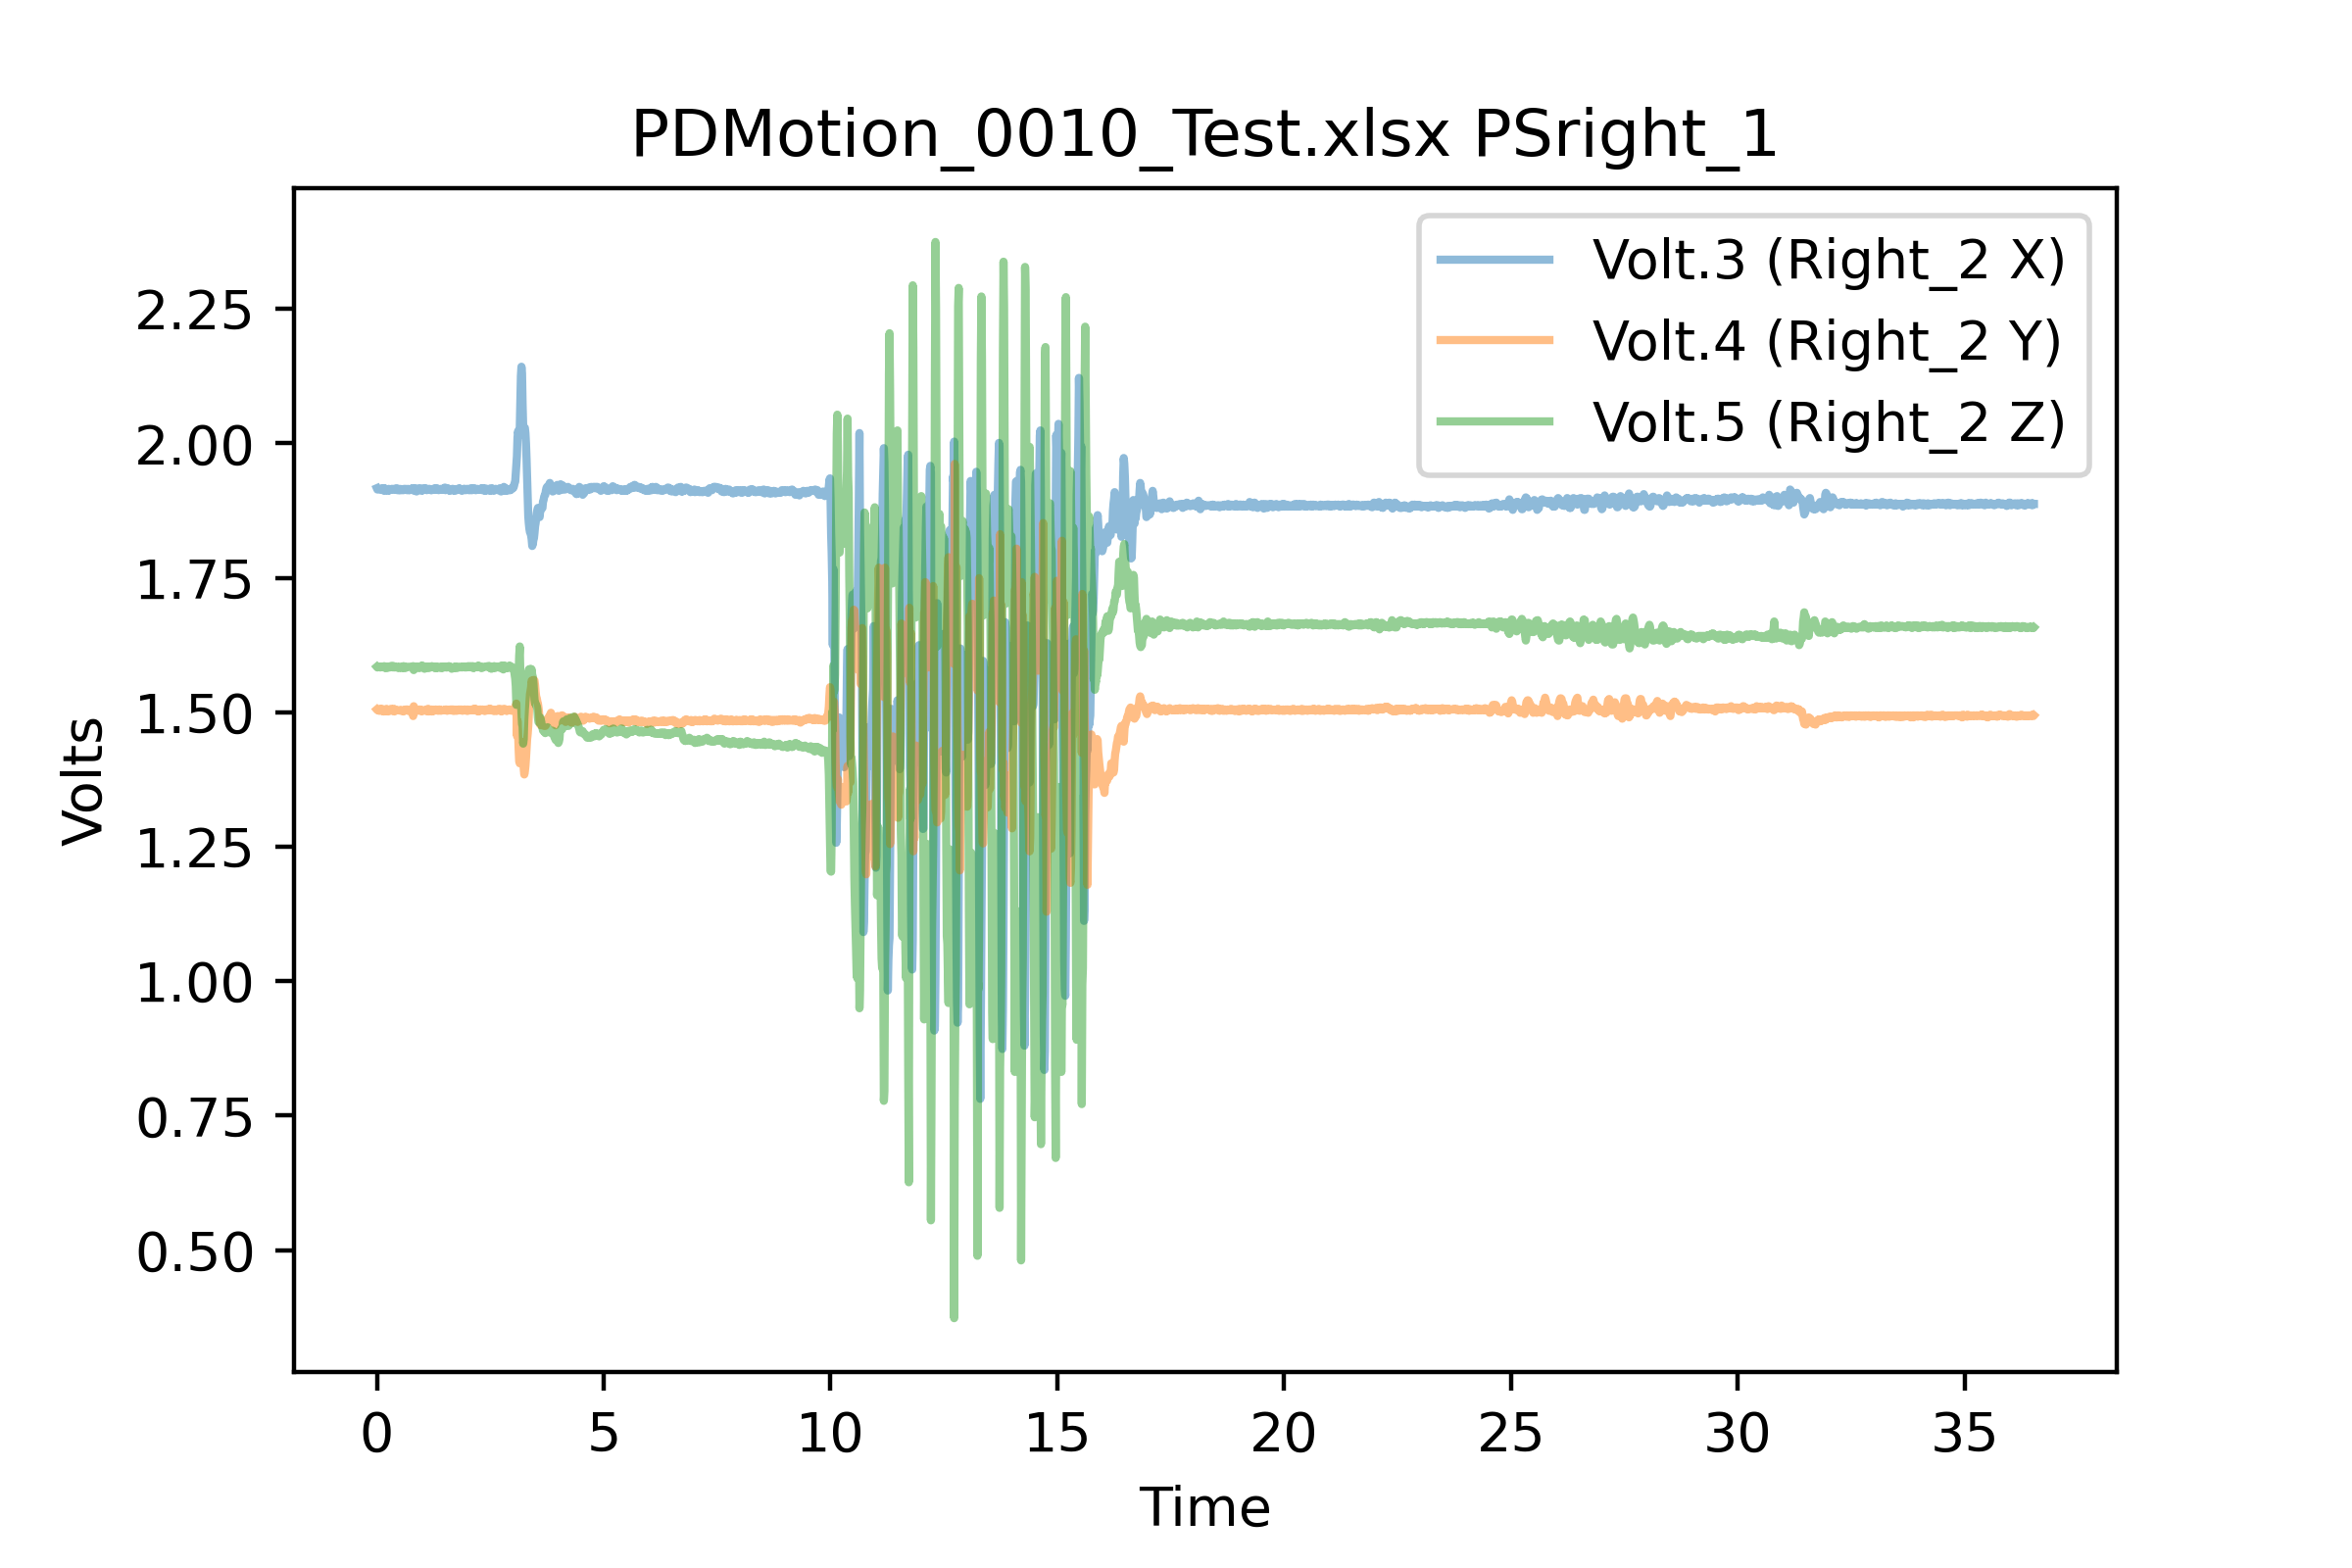 PDMotion_0010_Test.xlsx PSright_1
Volt.3 (Right_2 X)
Volt.4 (Right_2 Y)
Volt.5 (Right_2 Z)
2.25
2.00
1.75
1.50
1.25
1.00
0.75
0.50
Volts
0 5 10 15 20 25 30 35
Time